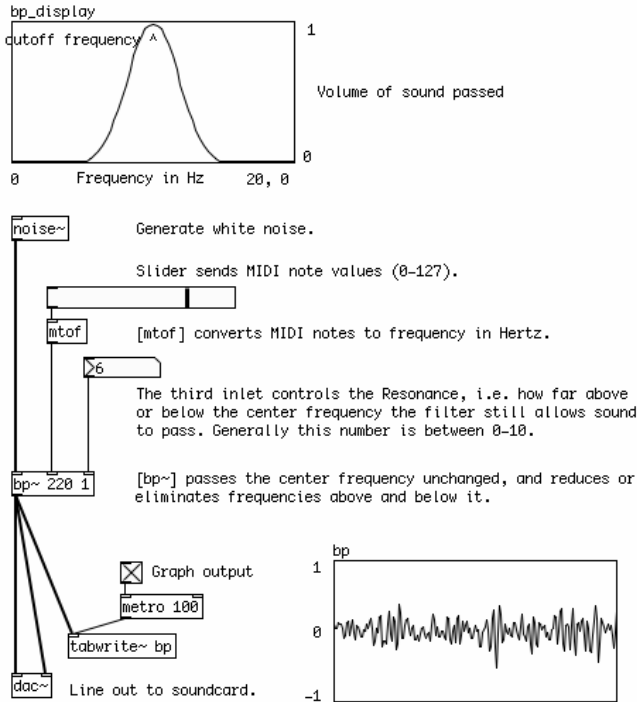 bp_display
cutoff frequency ^
1
Volume of sound passed
0
0 Frequency in Hz 20, 0
noise~ Generate white noise.
Slider sends MIDI note values (0-127).
mtof [mtof] converts MIDI notes to frequency in Hertz.
6
The third inlet controls the Resonance, i.e. how far above
or below the center frequency the filter still allows sound
to pass. Generally this number is between 0-10.
bp~ 220 1 [bp~] passes the center frequency unchanged, and reduces or
eliminates frequencies above and below it.
Graph output
metro 100
tabwrite~ bp
dac~ Line out to soundcard.
bp
1
0
-1